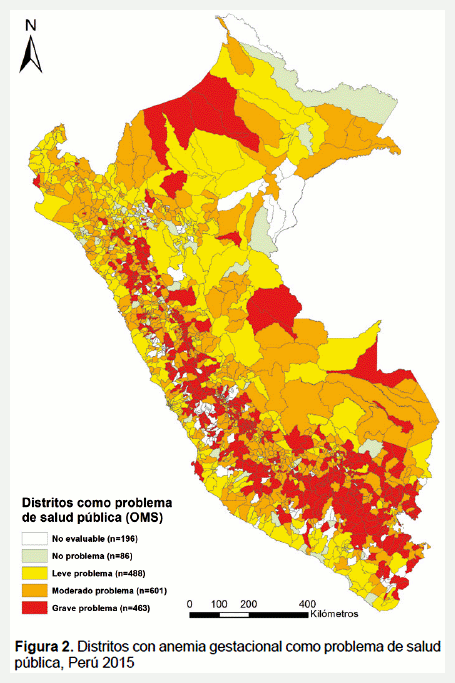 N
Distritos como problema
de salud pública (OMS)
No evaluable (n=196)
No problema (n=86)
Leve problema (n=488)
Moderado problema (n=601)
Grave problema (n=463)
0 100 200 400
Kilómetros
Figura 2. Distritos con anemia gestacional como problema de salud
pública, Perú 2015